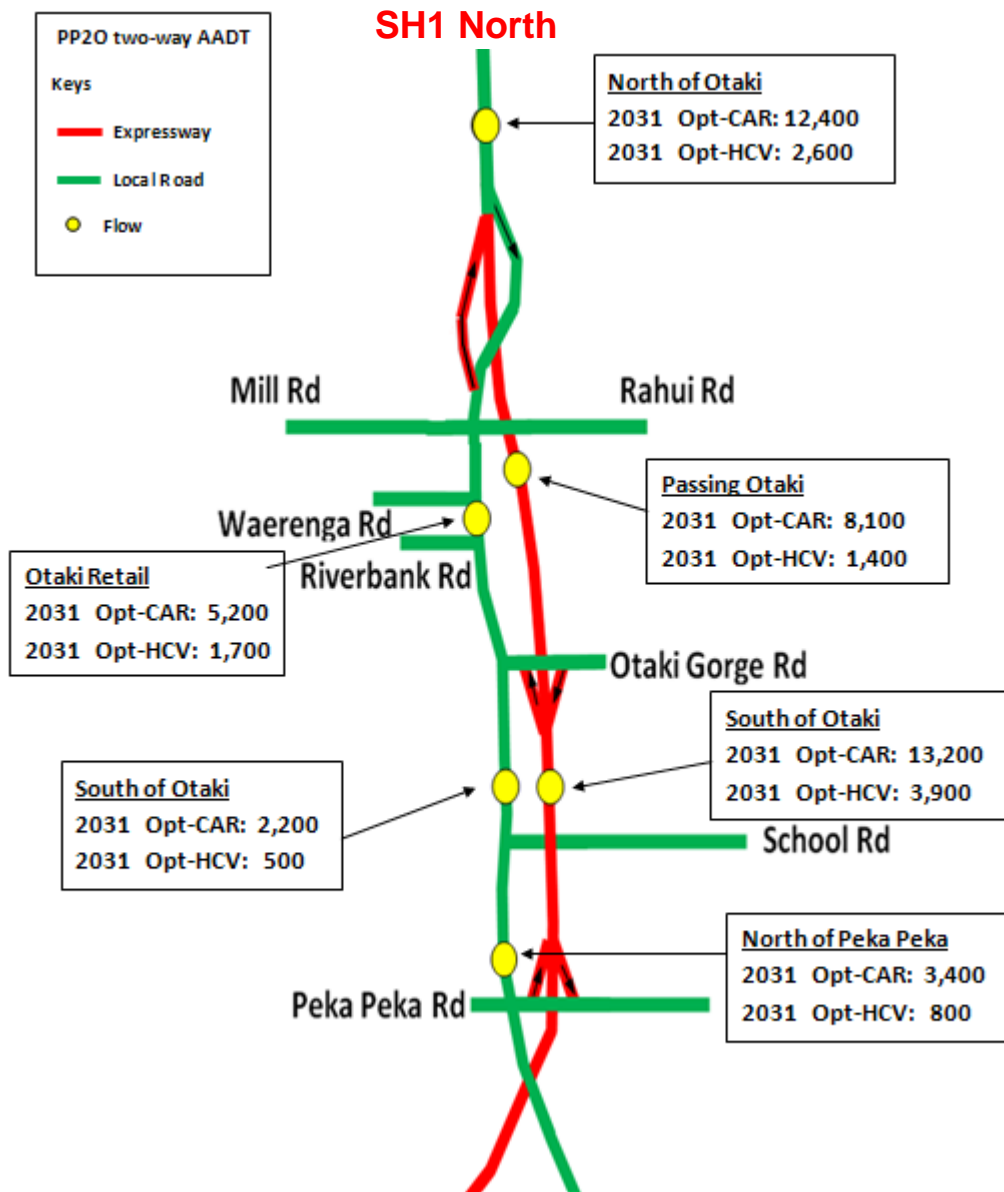 SH1 North
PP2O two-way AADT
Keys
Expressway
Local Road
Flow
North of Otaki
2031 Opt-CAR: 12,400
2031 Opt-HCV: 2,600
Mill Rd
Rahui Rd
Passing Otaki
2031 Opt-CAR: 8,100
2031 Opt-HCV: 1,400
Waerenga Rd
Riverbank Rd
Otaki Retail
2031 Opt-CAR: 5,200
2031 Opt-HCV: 1,700
Otaki Gorge Rd
South of Otaki
2031 Opt-CAR: 13,200
2031 Opt-HCV: 3,900
South of Otaki
2031 Opt-CAR: 2,200
2031 Opt-HCV: 500
School Rd
North of Peka Peka
2031 Opt-CAR: 3,400
2031 Opt-HCV: 800
Peka Peka Rd